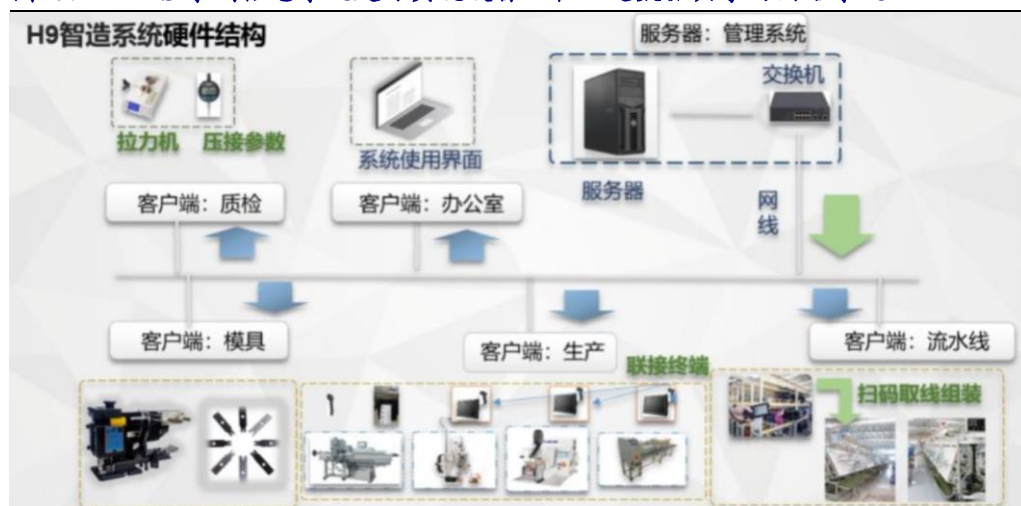 H9智造系统硬件结构
服务器：管理系统
交换机
拉力机
压接参数
系统使用界面
服务器
网线
客户端：质检
客户端：办公室
客户端：模具
客户端：生产
客户端：流水线
联接终端
扫码取线组装